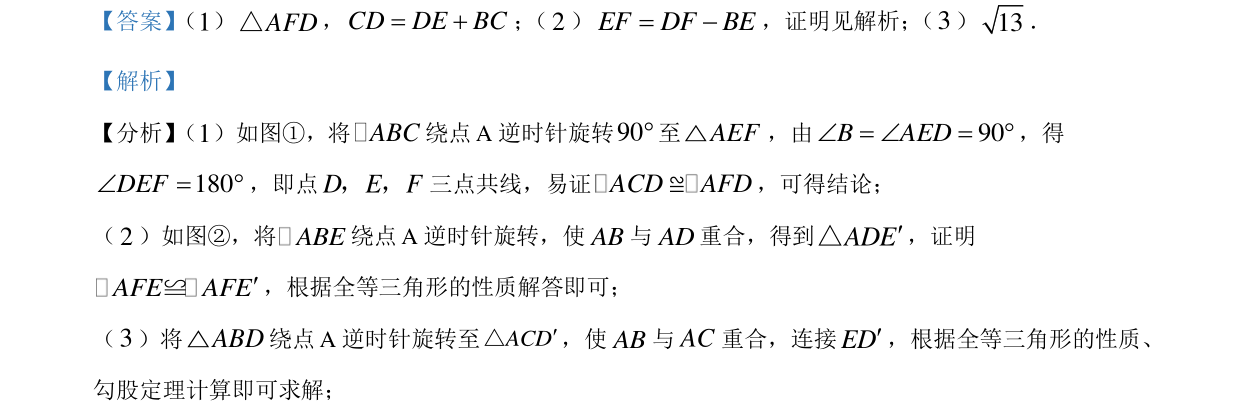 【答案】（1）△AFD，CD = DE + BC；（2）EF = DF − BE，证明见解析；（3）√13．
【解析】
【分析】（1）如图①，将□ABC绕点A逆时针旋转90°至△AEF，由∠B = ∠AED = 90°，得
∠DEF = 180°，即点D，E，F三点共线，易证□ACD≌□AFD，可得结论；
（2）如图②，将□ABE绕点A逆时针旋转，使AB与AD重合，得到△ADE′，证明
□AFE≌□AFE′，根据全等三角形的性质解答即可；
（3）将△ABD绕点A逆时针旋转至△ACD′，使AB与AC重合，连接ED′，根据全等三角形的性质、
勾股定理计算即可求解；